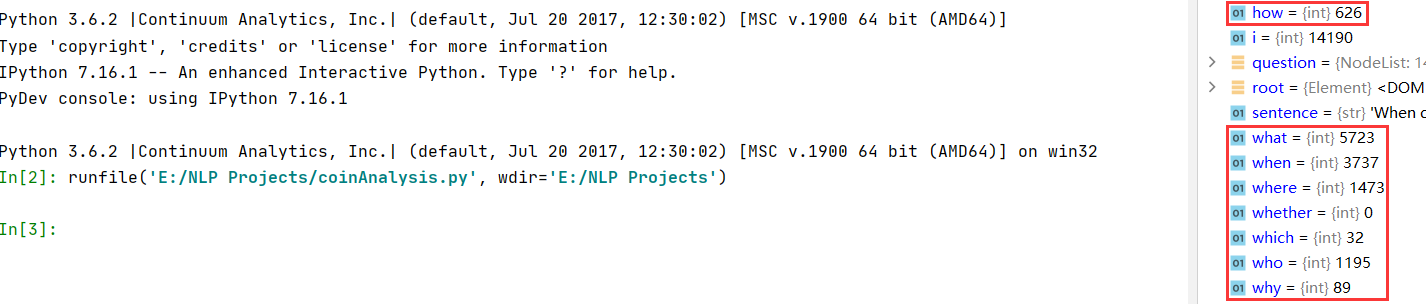 Python 3.6.2 |Continuum Analytics, Inc.| (default, Jul 20 2017, 12:30:02) [MSC v.1900 64 bit (AMD64)]
Type 'copyright', 'credits' or 'license' for more information
IPython 7.16.1 -- An enhanced Interactive Python. Type '?' for help.
PyDev console: using IPython 7.16.1
Python 3.6.2 |Continuum Analytics, Inc.| (default, Jul 20 2017, 12:30:02) [MSC v.1900 64 bit (AMD64)] on win32
In[2]: runfile('E:/NLP Projects/coinAnalysis.py', wdir='E:/NLP Projects')
In[3]:
01 how = {int} 626
01 i = {int} 14190
question = {NodeList: 14
root = {Element} <DOM
01 sentence = {str} 'When c
01 what = {int} 5723
01 when = {int} 3737
01 where = {int} 1473
01 whether = {int} 0
01 which = {int} 32
01 who = {int} 1195
01 why = {int} 89